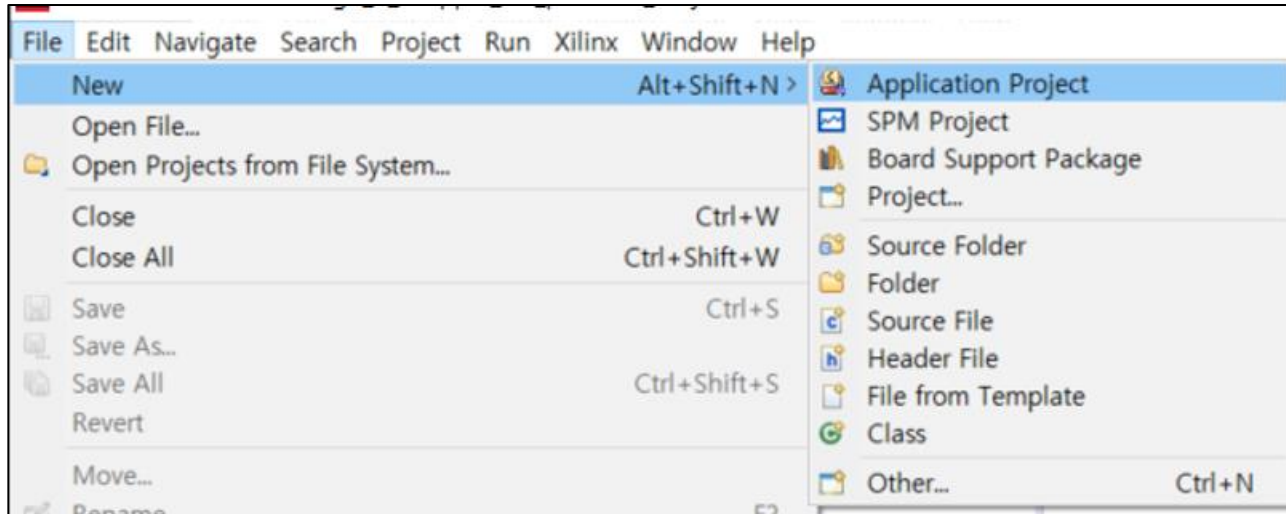 File Edit Navigate Search Project Run Xilinx Window Help
New Alt+Shift+N >
Open File...
Open Projects from File System...
Close Ctrl+W
Close All Ctrl+Shift+W
Save Ctrl+S
Save As...
Save All Ctrl+Shift+S
Revert
Move...
Application Project
SPM Project
Board Support Package
Project...
Source Folder
Folder
Source File
Header File
File from Template
Class
Other... Ctrl+N